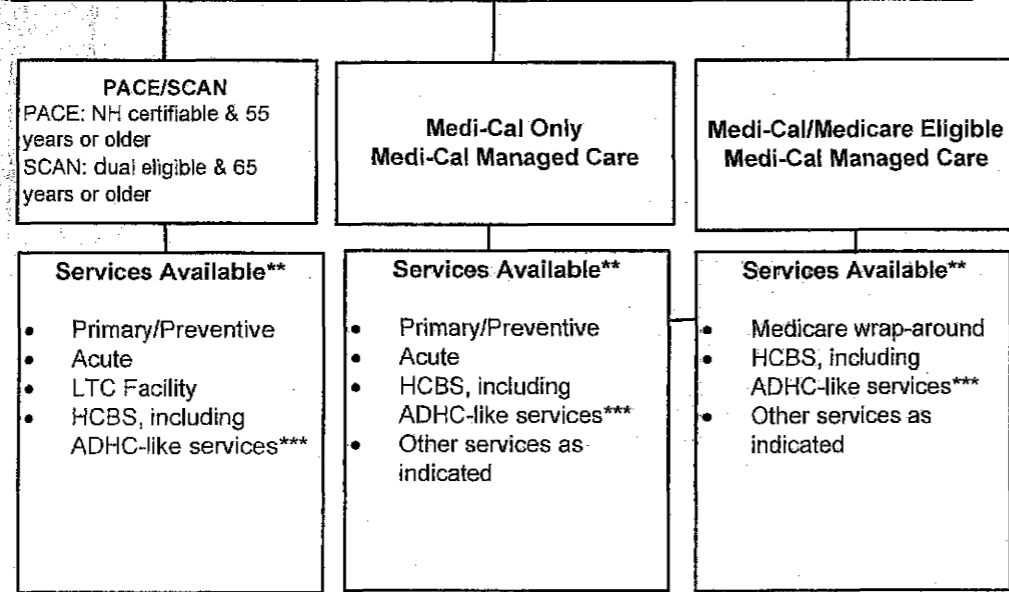 PACE/SCAN
PACE: NH certifiable & 55
years or older
SCAN: dual eligible & 65
years or older
Medi-Cal Only
Medi-Cal Managed Care
Medi-Cal/Medicare Eligible
Medi-Cal Managed Care
Services Available**
• Primary/Preventive
• Acute
• LTC Facility
• HCBS, including
ADHC-like services***
Services Available**
• Primary/Preventive
• Acute
• HCBS, including
ADHC-like services***
• Other services as
indicated
Services Available**
• Medicare wrap-around
• HCBS, including
ADHC-like services***
• Other services as
indicated